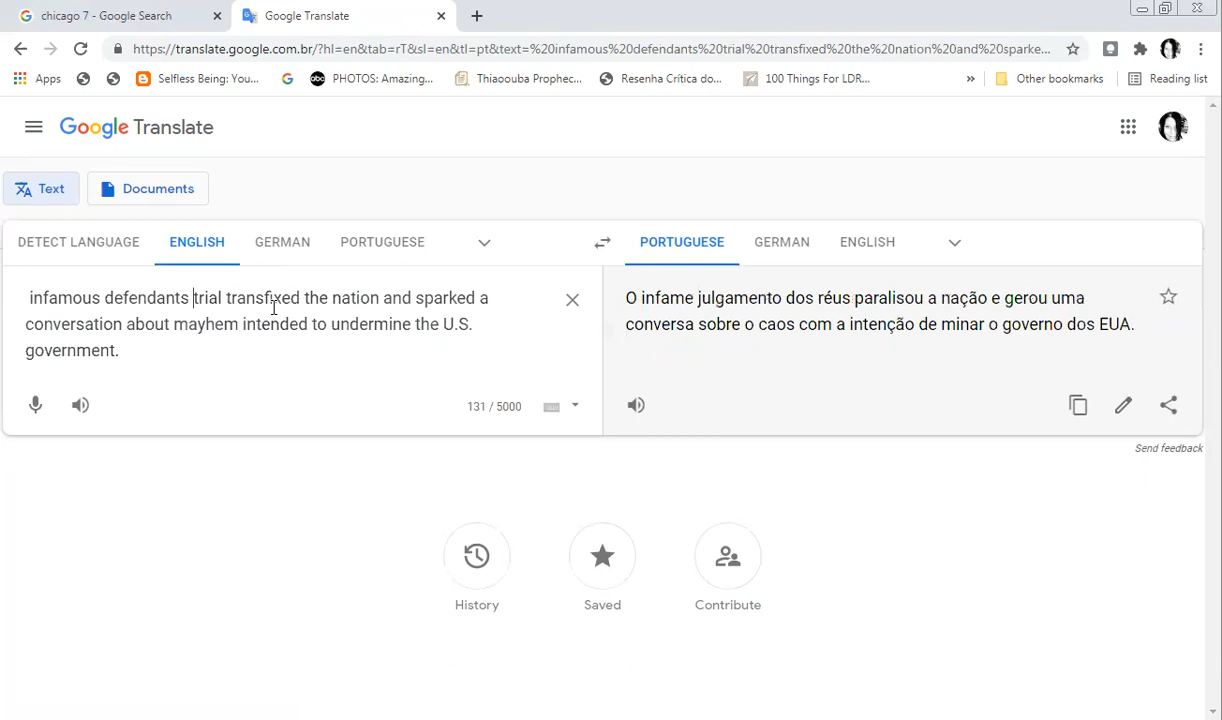 chicago 7 - Google Search
Google Translate
https://translate.google.com.br/?hl=en&tab=rT&sl=en&tl=pt&text=%20infamous%20defendants%20trial%20transfixed%20the%20nation%20and%20sparke...
Apps
Selfless Being: You...
PHOTOS: Amazing,...
Thiaoouba Prophec...
Resenha Crítica do...
100 Things For LDR...
»
Other bookmarks
Reading list
Google Translate
Text
Documents
DETECT LANGUAGE
ENGLISH
GERMAN
PORTUGUESE
PORTUGUESE
GERMAN
ENGLISH
infamous defendants trial transfixed the nation and sparked a
conversation about mayhem intended to undermine the U.S.
government.
O infame julgamento dos réus paralisou a nação e gerou uma
conversa sobre o caos com a intenção de minar o governo dos EUA.
131 / 5000
Send feedback
History
Saved
Contribute